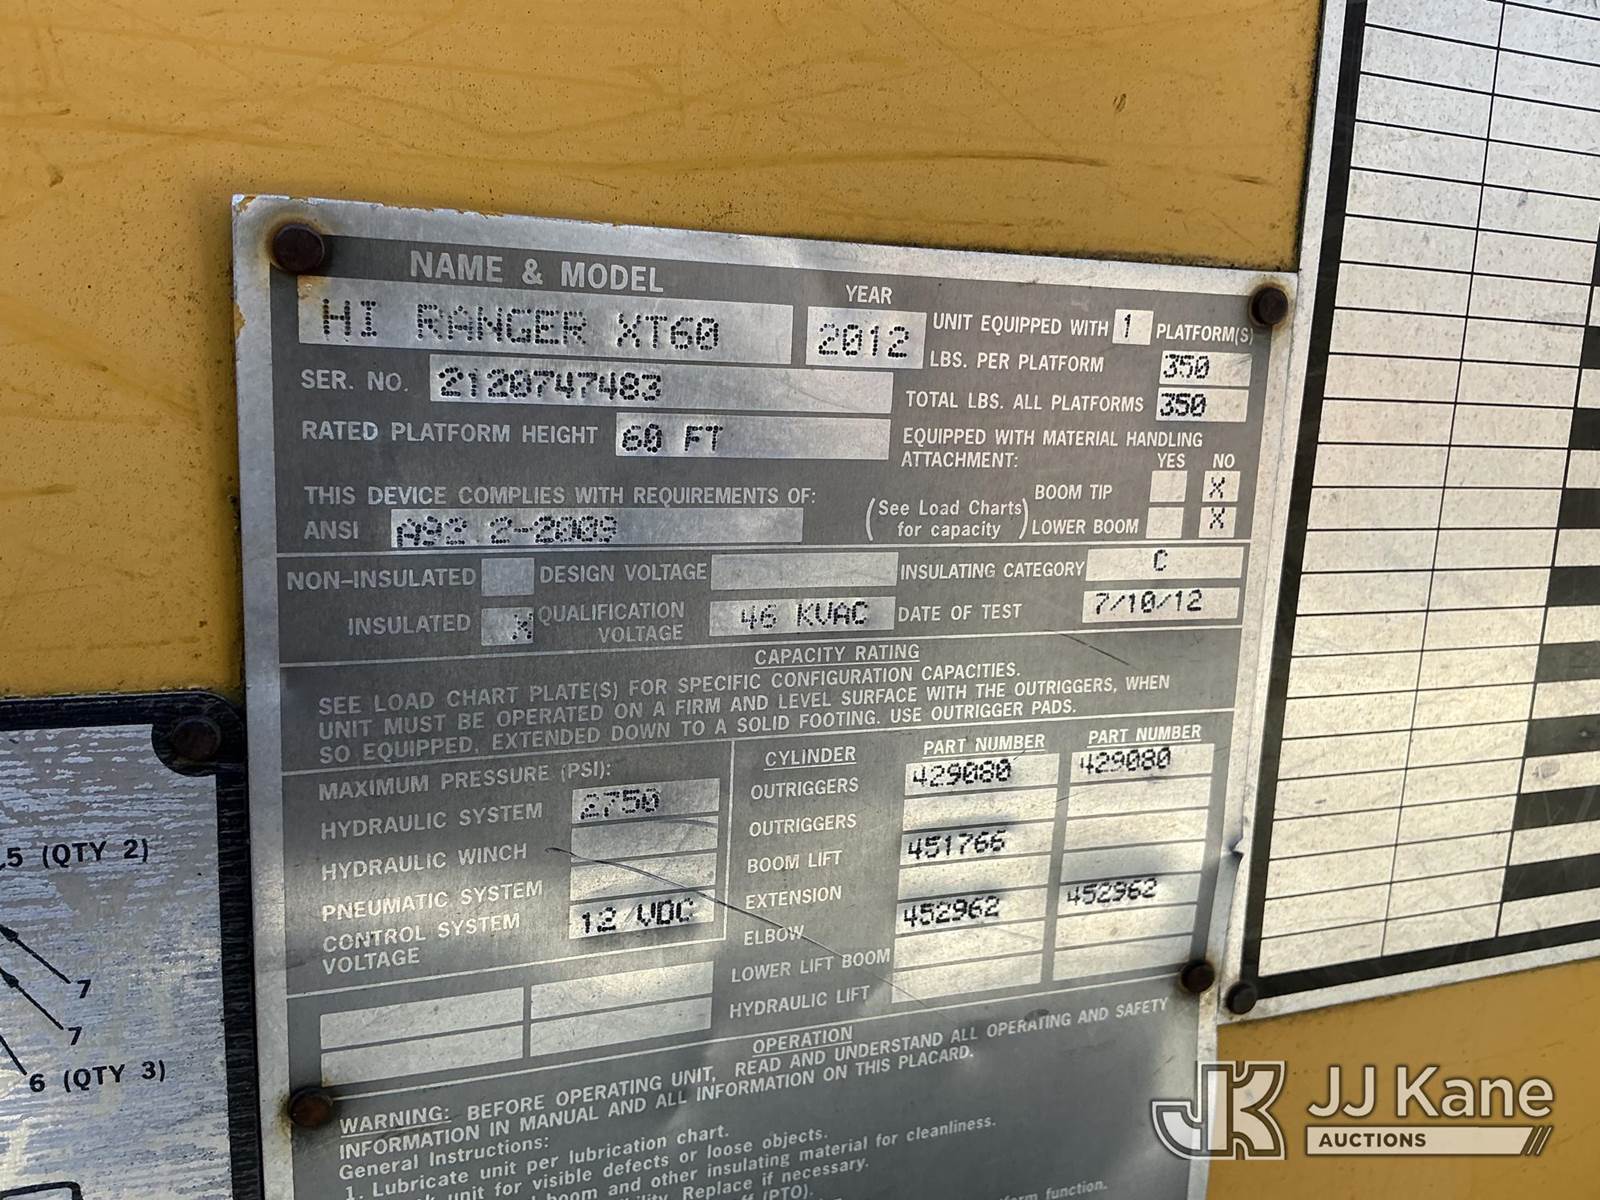 NAME & MODEL
HI RANGER XT60
YEAR
2012
UNIT EQUIPPED WITH 1 PLATFORM(S)
LBS. PER PLATFORM 350
SER. NO. 2120747483
TOTAL LBS. ALL PLATFORMS 350
RATED PLATFORM HEIGHT 60 FT
EQUIPPED WITH MATERIAL HANDLING
ATTACHMENT: YES NO
THIS DEVICE COMPLIES WITH REQUIREMENTS OF:
ANSI A92 2-2009
(See Load Charts
for capacity)
BOOM TIP X
LOWER BOOM X
NON-INSULATED DESIGN VOLTAGE INSULATING CATEGORY C
INSULATED X QUALIFICATION
VOLTAGE 46 KVAC DATE OF TEST 7/10/12
CAPACITY RATING
SEE LOAD CHART PLATE(S) FOR SPECIFIC CONFIGURATION CAPACITIES.
UNIT MUST BE OPERATED ON A FIRM AND LEVEL SURFACE WITH THE OUTRIGGERS, WHEN
SO EQUIPPED, EXTENDED DOWN TO A SOLID FOOTING. USE OUTRIGGER PADS.
MAXIMUM PRESSURE (PSI):
HYDRAULIC SYSTEM 2750
HYDRAULIC WINCH
PNEUMATIC SYSTEM
CONTROL SYSTEM
VOLTAGE 12 VDC
CYLINDER PART NUMBER PART NUMBER
OUTRIGGERS 429080 429080
OUTRIGGERS
BOOM LIFT 451766
EXTENSION
ELBOW 452962 452962
LOWER LIFT BOOM
HYDRAULIC LIFT
OPERATION
WARNING: BEFORE OPERATING UNIT, READ AND UNDERSTAND ALL OPERATING AND SAFETY
INFORMATION IN MANUAL AND ALL INFORMATION ON THIS PLACARD.
General Instructions:
1. Lubricate unit per lubrication chart.
unit for visible defects or loose objects.
boom and other insulating material for cleanliness.
Replace if necessary.
(PTO).
function.
.5 (QTY 2)
7
7
6 (QTY 3)
JK JJ Kane
AUCTIONS